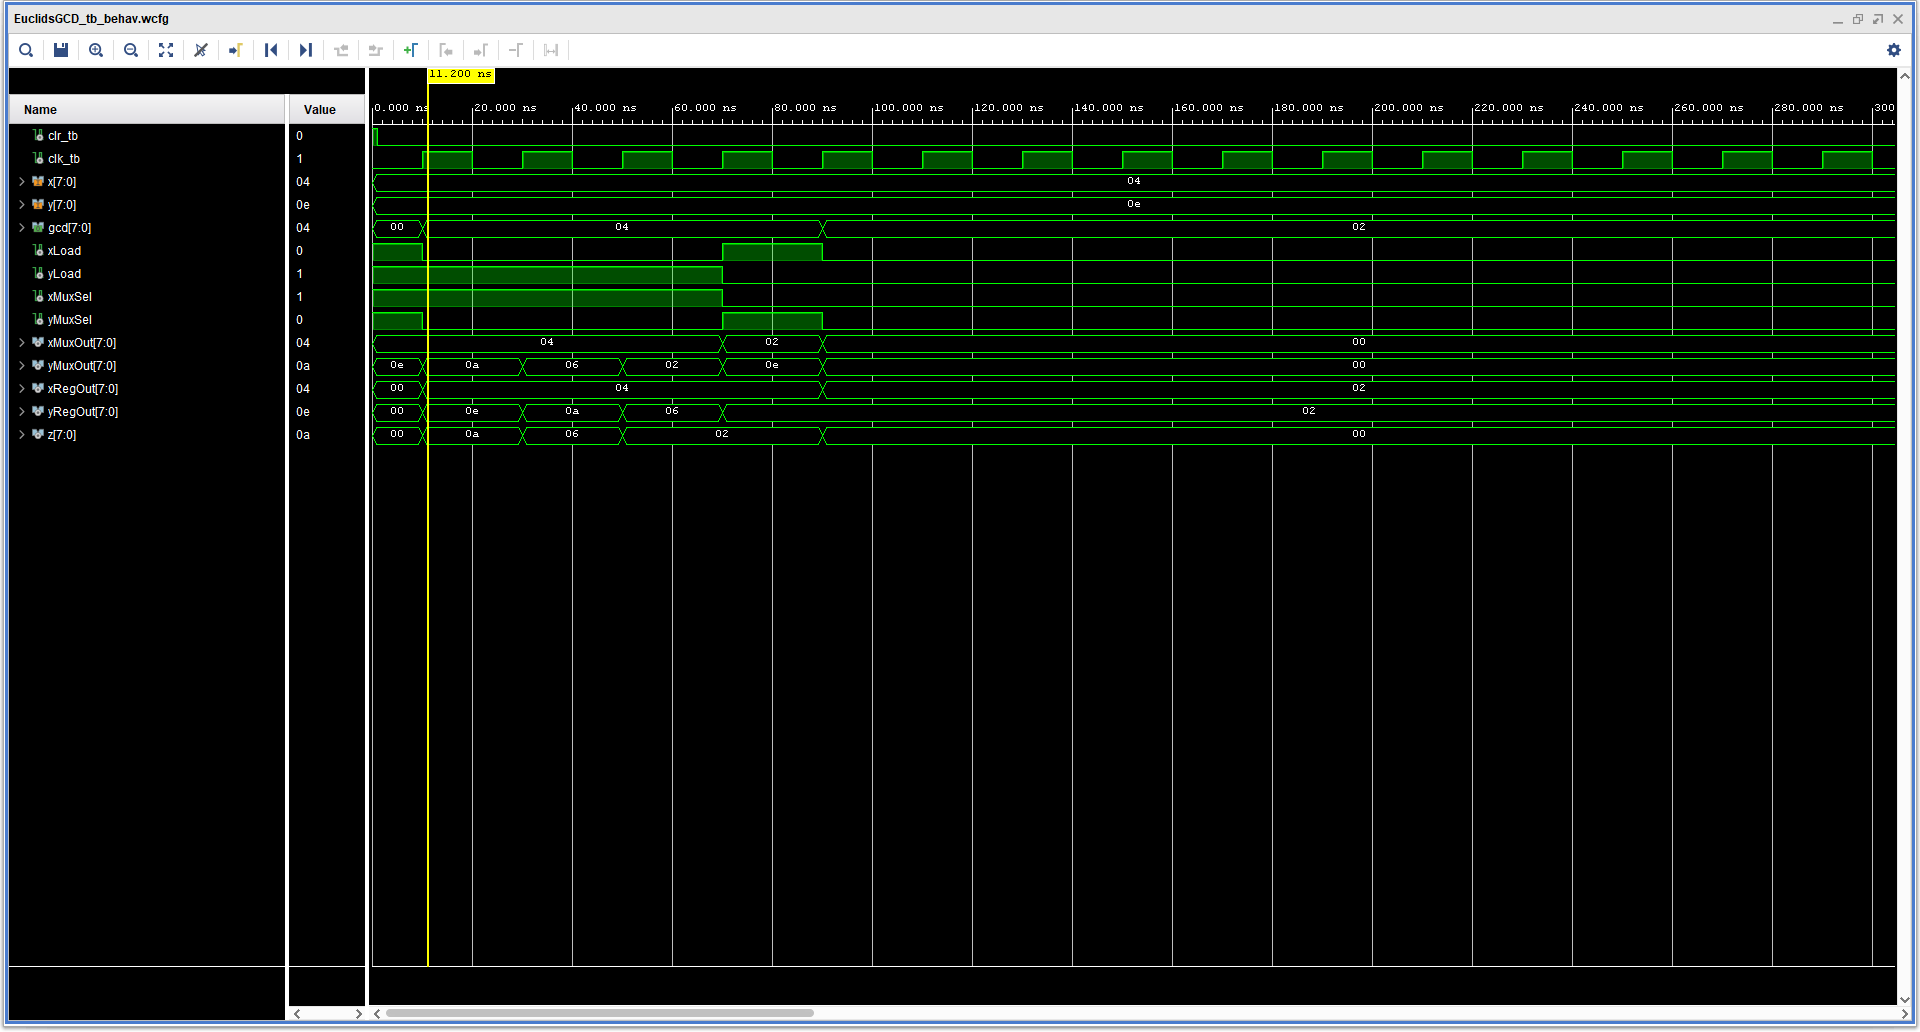 EuclidsGCD_tb_behav.wcfg
11.200 ns
Name Value
0.000 ns 20.000 ns 40.000 ns 60.000 ns 80.000 ns 100.000 ns 120.000 ns 140.000 ns 160.000 ns 180.000 ns 200.000 ns 220.000 ns 240.000 ns 260.000 ns 280.000 ns 300
clr_tb 0
clk_tb 1
x[7:0] 04 04
y[7:0] 0e 0e
gcd[7:0] 04 00 04 02
xLoad 0
yLoad 1
xMuxSel 1
yMuxSel 0
xMuxOut[7:0] 04 04 02 00
yMuxOut[7:0] 0a 0e 0a 06 02 0e 00
xRegOut[7:0] 04 00 04 02
yRegOut[7:0] 0e 00 0e 0a 06 02
z[7:0] 0a 00 0a 06 02 00